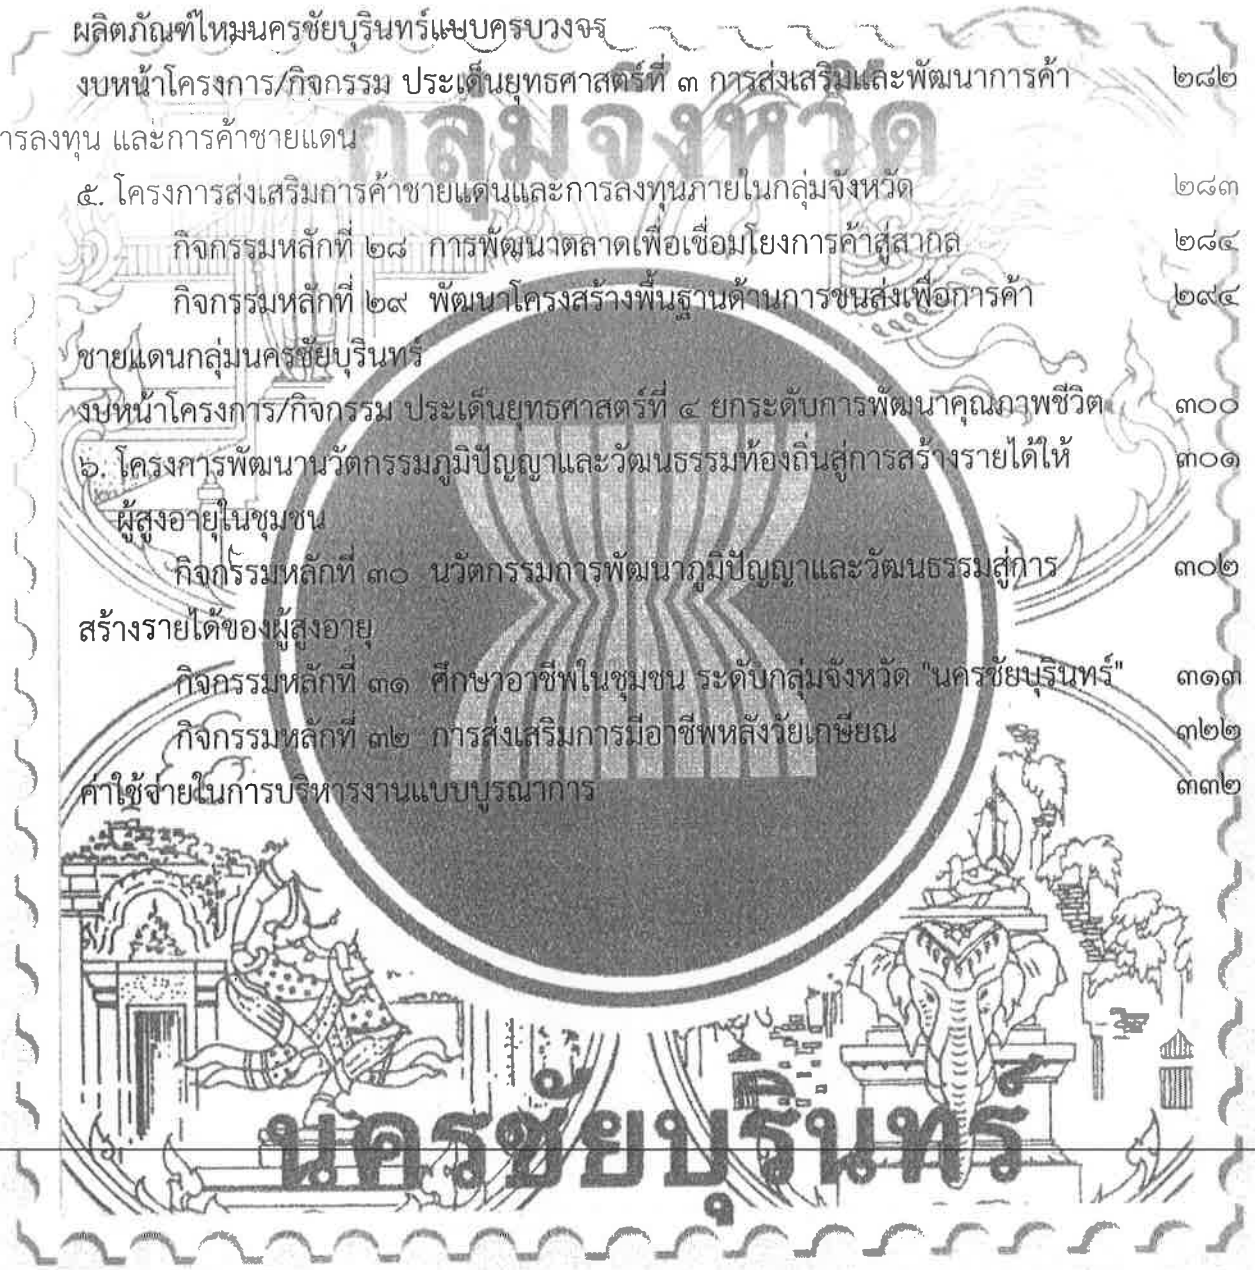 ผลิตภัณฑ์ไหมนครชัยบุรินทร์แบบครบวงจร
งบหน้าโครงการ/กิจกรรม ประเด็นยุทธศาสตร์ที่ ๓ การส่งเสริมและพัฒนาการค้า ๒๘๒
ารลงทุน และการค้าชายแดน
กลุ่มจังหวัด
๕. โครงการส่งเสริมการค้าชายแดนและการลงทุนภายในกลุ่มจังหวัด ๒๘๓
กิจกรรมหลักที่ ๒๘ การพัฒนาตลาดเพื่อเชื่อมโยงการค้าสู่สากล ๒๘๔
กิจกรรมหลักที่ ๒๙ พัฒนาโครงสร้างพื้นฐานด้านการขนส่งเพื่อการค้า ๒๙๔
ชายแดนกลุ่มนครชัยบุรินทร์
งบหน้าโครงการ/กิจกรรม ประเด็นยุทธศาสตร์ที่ ๔ ยกระดับการพัฒนาคุณภาพชีวิต ๓๐๐
๖. โครงการพัฒนานวัตกรรมภูมิปัญญาและวัฒนธรรมท้องถิ่นสู่การสร้างรายได้ให้ ๓๐๑
ผู้สูงอายุในชุมชน
กิจกรรมหลักที่ ๓๐ นวัตกรรมการพัฒนาภูมิปัญญาและวัฒนธรรมสู่การ ๓๐๒
สร้างรายได้ของผู้สูงอายุ
กิจกรรมหลักที่ ๓๑ ศึกษาอาชีพในชุมชน ระดับกลุ่มจังหวัด "นครชัยบุรินทร์" ๓๑๓
กิจกรรมหลักที่ ๓๒ การส่งเสริมการมีอาชีพหลังวัยเกษียณ ๓๒๒
ค่าใช้จ่ายในการบริหารงานแบบบูรณาการ ๓๓๒
นครชัยบุรินทร์